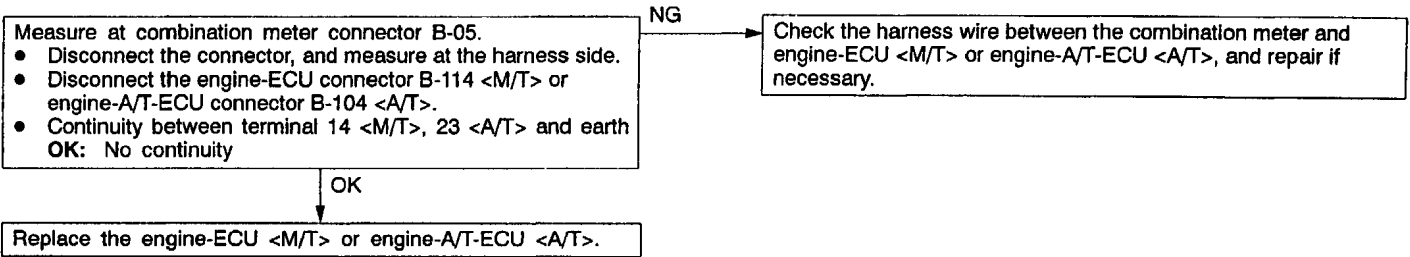 Measure at combination meter connector B-05.
● Disconnect the connector, and measure at the harness side.
● Disconnect the engine-ECU connector B-114 <M/T> or
engine-A/T-ECU connector B-104 <A/T>.
● Continuity between terminal 14 <M/T>, 23 <A/T> and earth
OK: No continuity
NG
Check the harness wire between the combination meter and
engine-ECU <M/T> or engine-A/T-ECU <A/T>, and repair if
necessary.
OK
Replace the engine-ECU <M/T> or engine-A/T-ECU <A/T>.